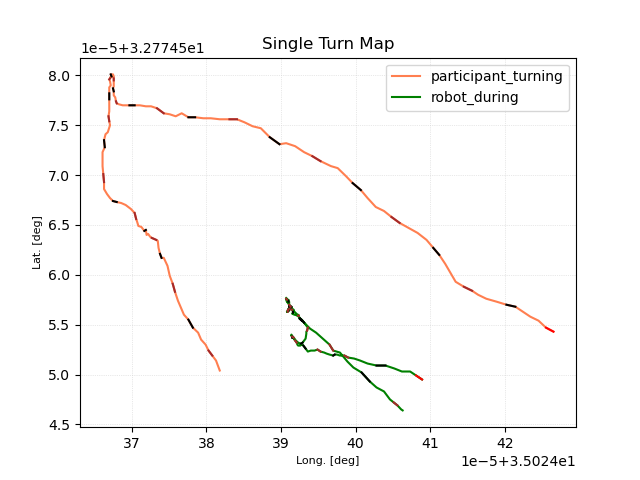 Single Turn Map
1e−5+3.27745e1
participant_turning
robot_during
8.0
7.5
7.0
6.5
6.0
5.5
5.0
4.5
Lat. [deg]
37 38 39 40 41 42
Long. [deg]
1e−5+3.5024e1